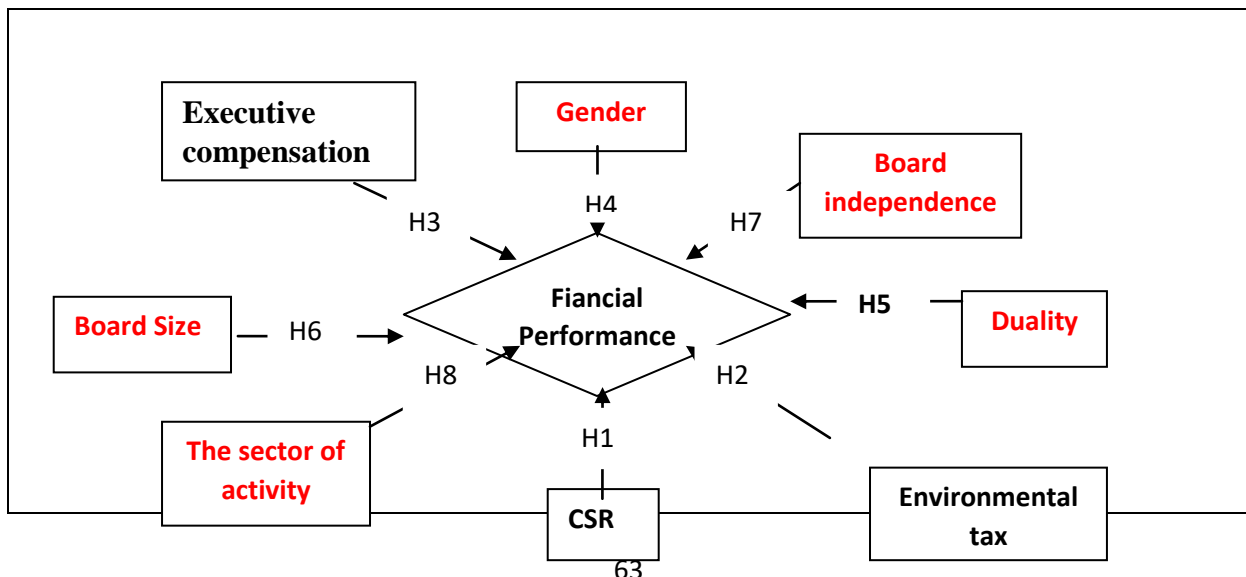 Executive
compensation
Gender
Board
independence
H3
H4
H7
Board Size
H6
Fiancial
Performance
H5
Duality
H8
H2
The sector of
activity
H1
CSR
Environmental
tax
63